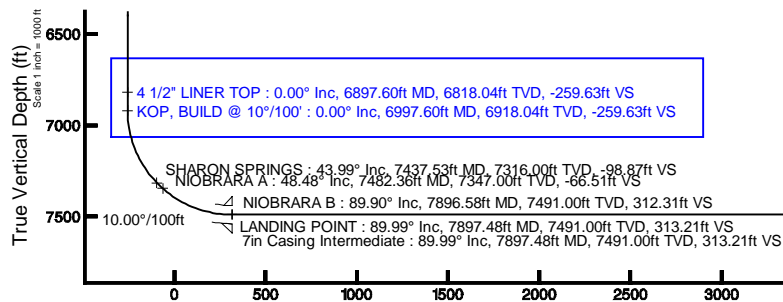 True Vertical Depth (ft)
Scale 1 inch = 1000 ft
6500
7000
7500
4 1/2" LINER TOP : 0.00° Inc, 6897.60ft MD, 6818.04ft TVD, -259.63ft VS
KOP, BUILD @ 10°/100' : 0.00° Inc, 6997.60ft MD, 6918.04ft TVD, -259.63ft VS
SHARON SPRINGS : 43.99° Inc, 7437.53ft MD, 7316.00ft TVD, -98.87ft VS
NIOBRARA A : 48.48° Inc, 7482.36ft MD, 7347.00ft TVD, -66.51ft VS
NIOBRARA B : 89.90° Inc, 7896.58ft MD, 7491.00ft TVD, 312.31ft VS
10.00°/100ft
LANDING POINT : 89.99° Inc, 7897.48ft MD, 7491.00ft TVD, 313.21ft VS
7in Casing Intermediate : 89.99° Inc, 7897.48ft MD, 7491.00ft TVD, 313.21ft VS
0 500 1000 1500 2000 2500 3000